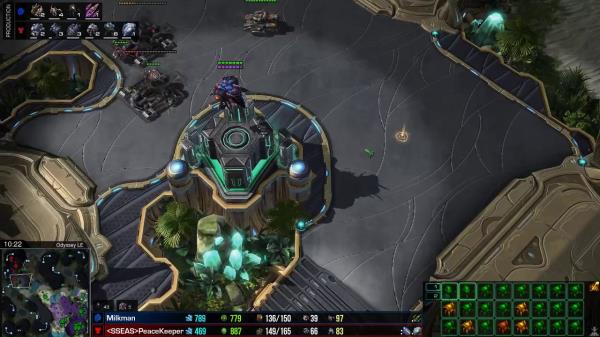 PRODUCTION
10:22
Odyssey LE
Milkman 789 779 136/150 39 97
<SSEAS>PeaceKeeper 469 887 149/165 66 83